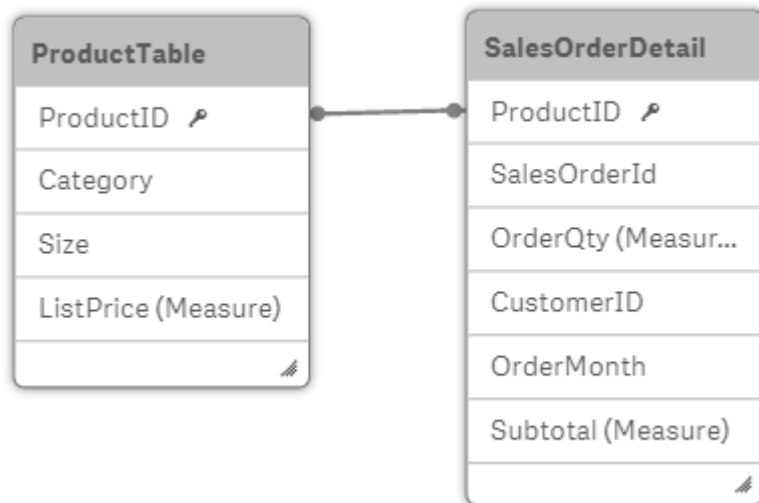 ProductTable
ProductID
Category
Size
ListPrice (Measure)
SalesOrderDetail
ProductID
SalesOrderId
OrderQty (Measur...
CustomerID
OrderMonth
Subtotal (Measure)